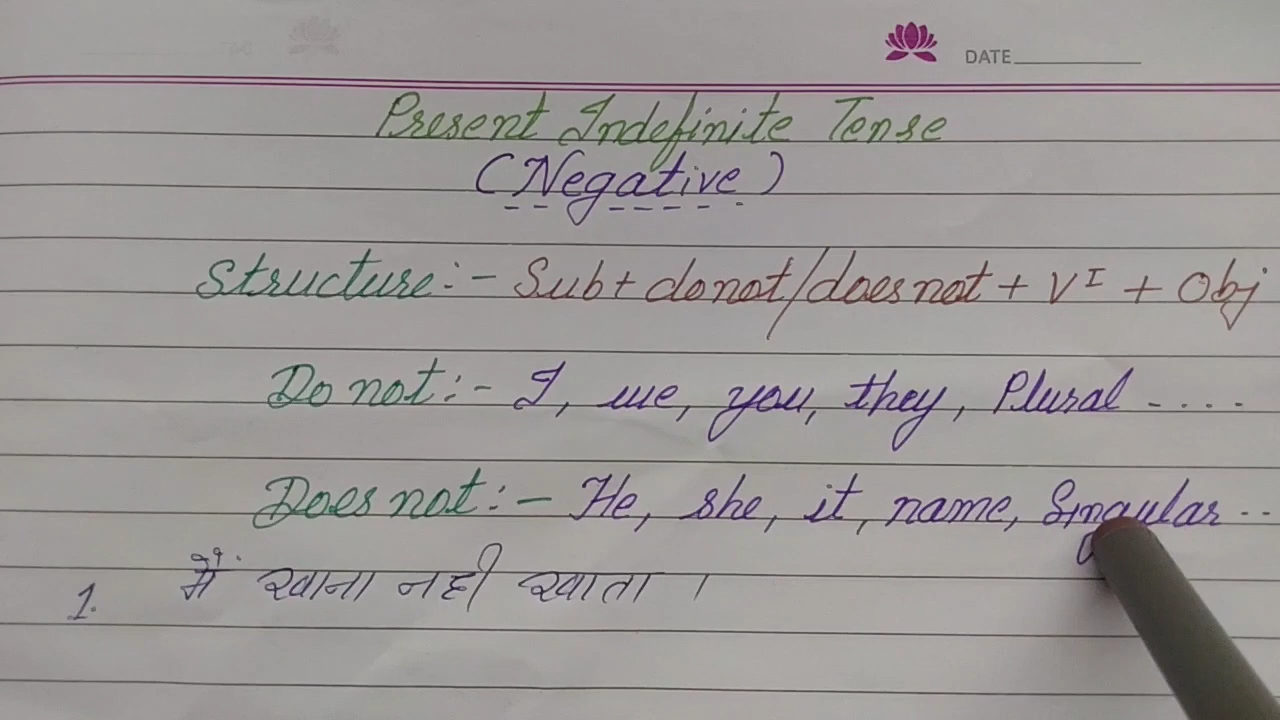 DATE
Present Indefinite Tense
(Negative)
Structure:- Sub + do not/does not + V I + Obj
Do not:- I, we, you, they, Plural ....
Does not:- He, she, it, name, Singular ..
1. मैं खाना नही खाता ।